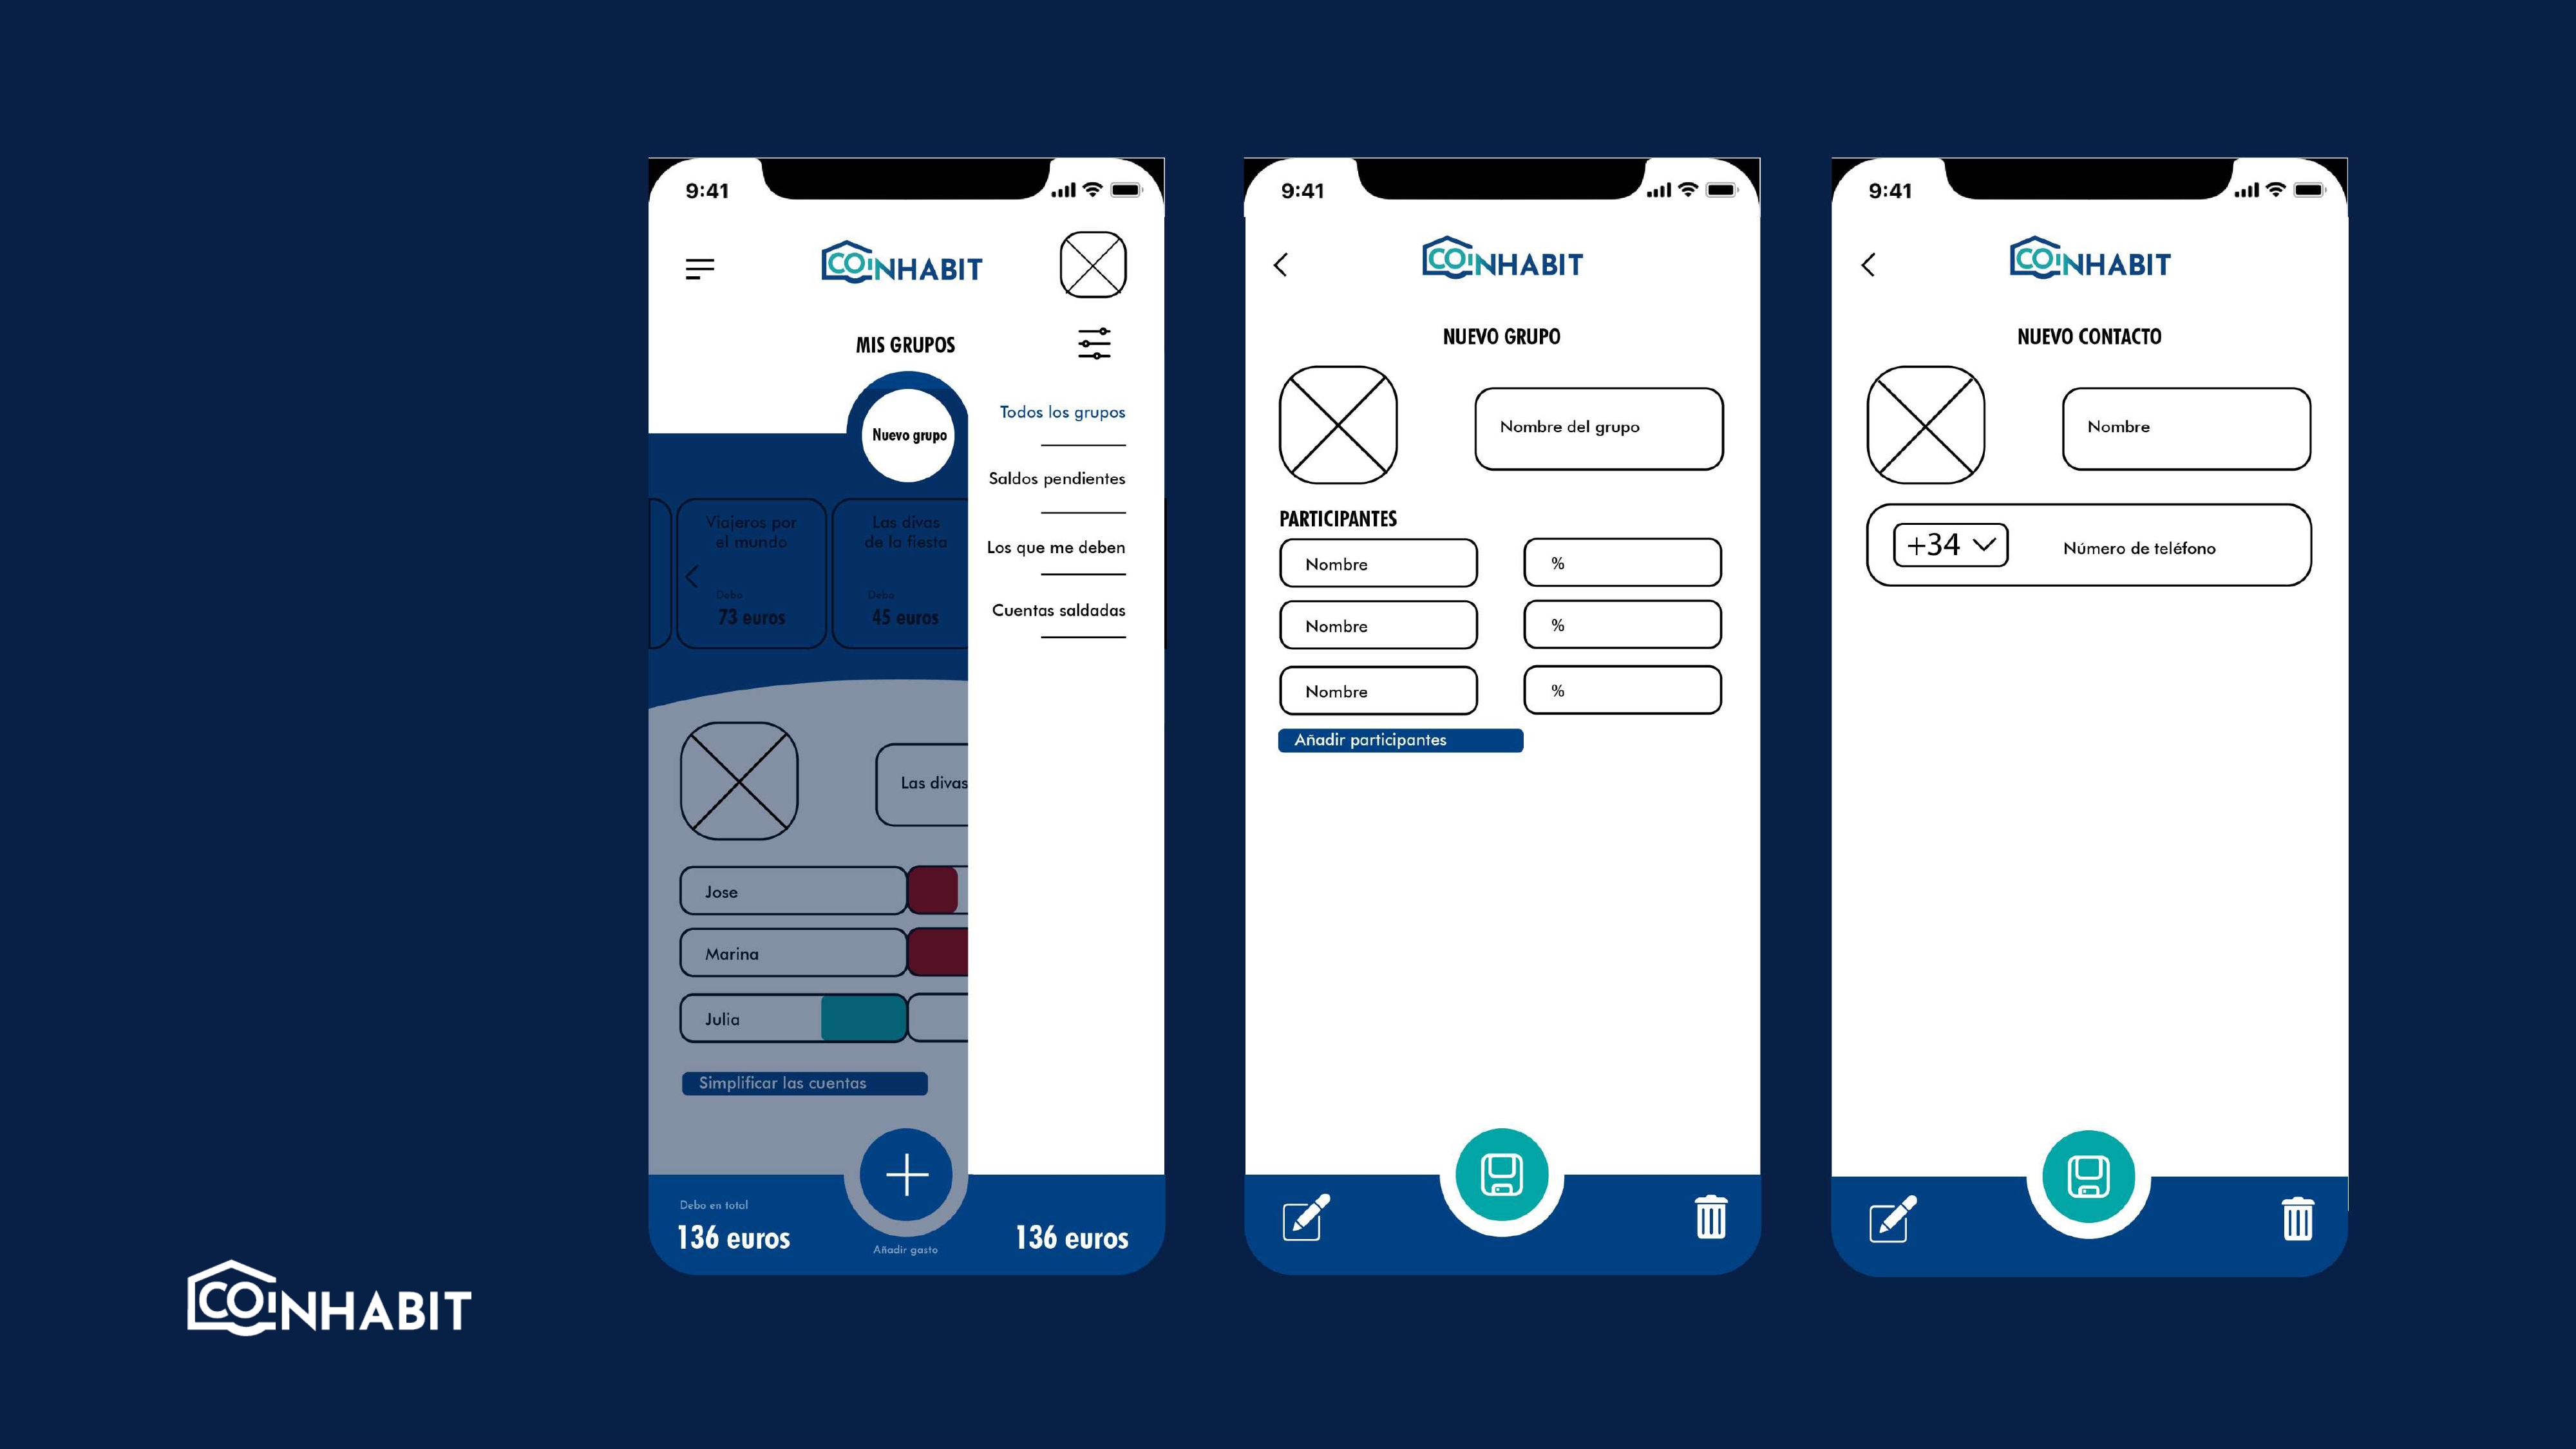 9:41
COiNHABIT
MIS GRUPOS
Nuevo grupo
Todos los grupos
Saldos pendientes
Los que me deben
Cuentas saldadas
Viajeros por
el mundo
Debo
73 euros
Las divas
de la fiesta
Debo
45 euros
Las divas
Jose
Marina
Julia
Simplificar las cuentas
Debo en total
136 euros
Añadir gasto
136 euros
9:41
COiNHABIT
NUEVO GRUPO
Nombre del grupo
PARTICIPANTES
Nombre
%
Nombre
%
Nombre
%
Añadir participantes
9:41
COiNHABIT
NUEVO CONTACTO
Nombre
+34
Número de teléfono
COiNHABIT